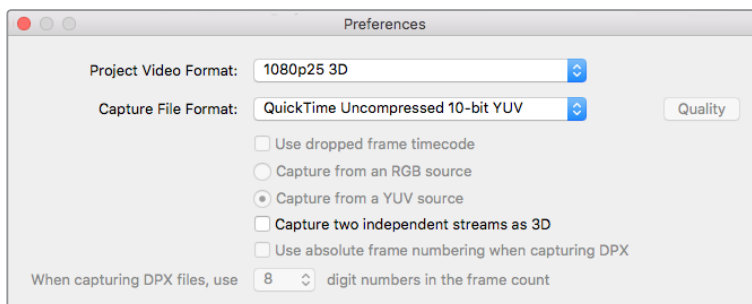 Preferences
Project Video Format: 1080p25 3D
Capture File Format: QuickTime Uncompressed 10-bit YUV Quality
Use dropped frame timecode
Capture from an RGB source
Capture from a YUV source
Capture two independent streams as 3D
Use absolute frame numbering when capturing DPX
When capturing DPX files, use 8 digit numbers in the frame count